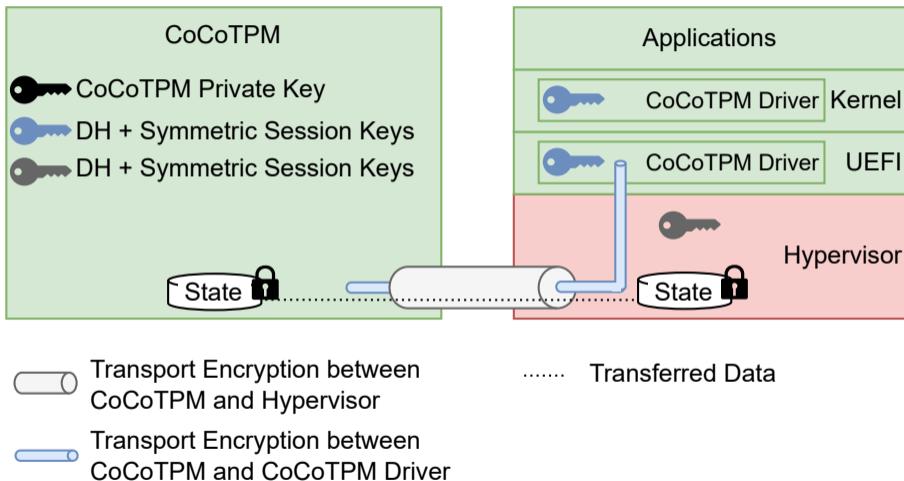 CoCoTPM
CoCoTPM Private Key
DH + Symmetric Session Keys
DH + Symmetric Session Keys
State
Applications
CoCoTPM Driver Kernel
CoCoTPM Driver UEFI
Hypervisor
State
Transport Encryption between
CoCoTPM and Hypervisor
Transferred Data
Transport Encryption between
CoCoTPM and CoCoTPM Driver